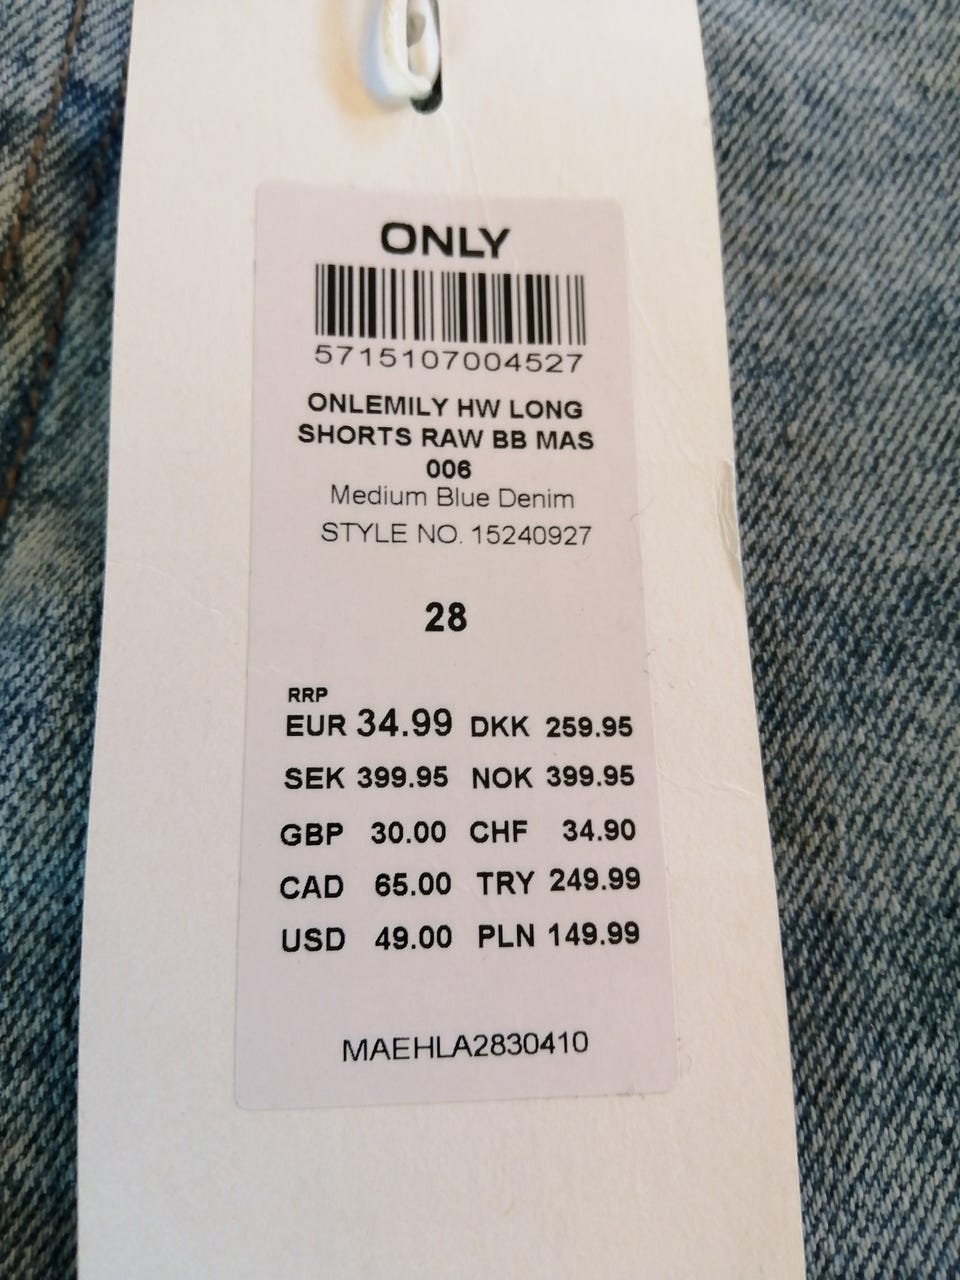 ONLY
5715107004527
ONLEMILY HW LONG
SHORTS RAW BB MAS
006
Medium Blue Denim
STYLE NO. 15240927
28
RRP
EUR 34.99 DKK 259.95
SEK 399.95 NOK 399.95
GBP 30.00 CHF 34.90
CAD 65.00 TRY 249.99
USD 49.00 PLN 149.99
MAEHLA2830410